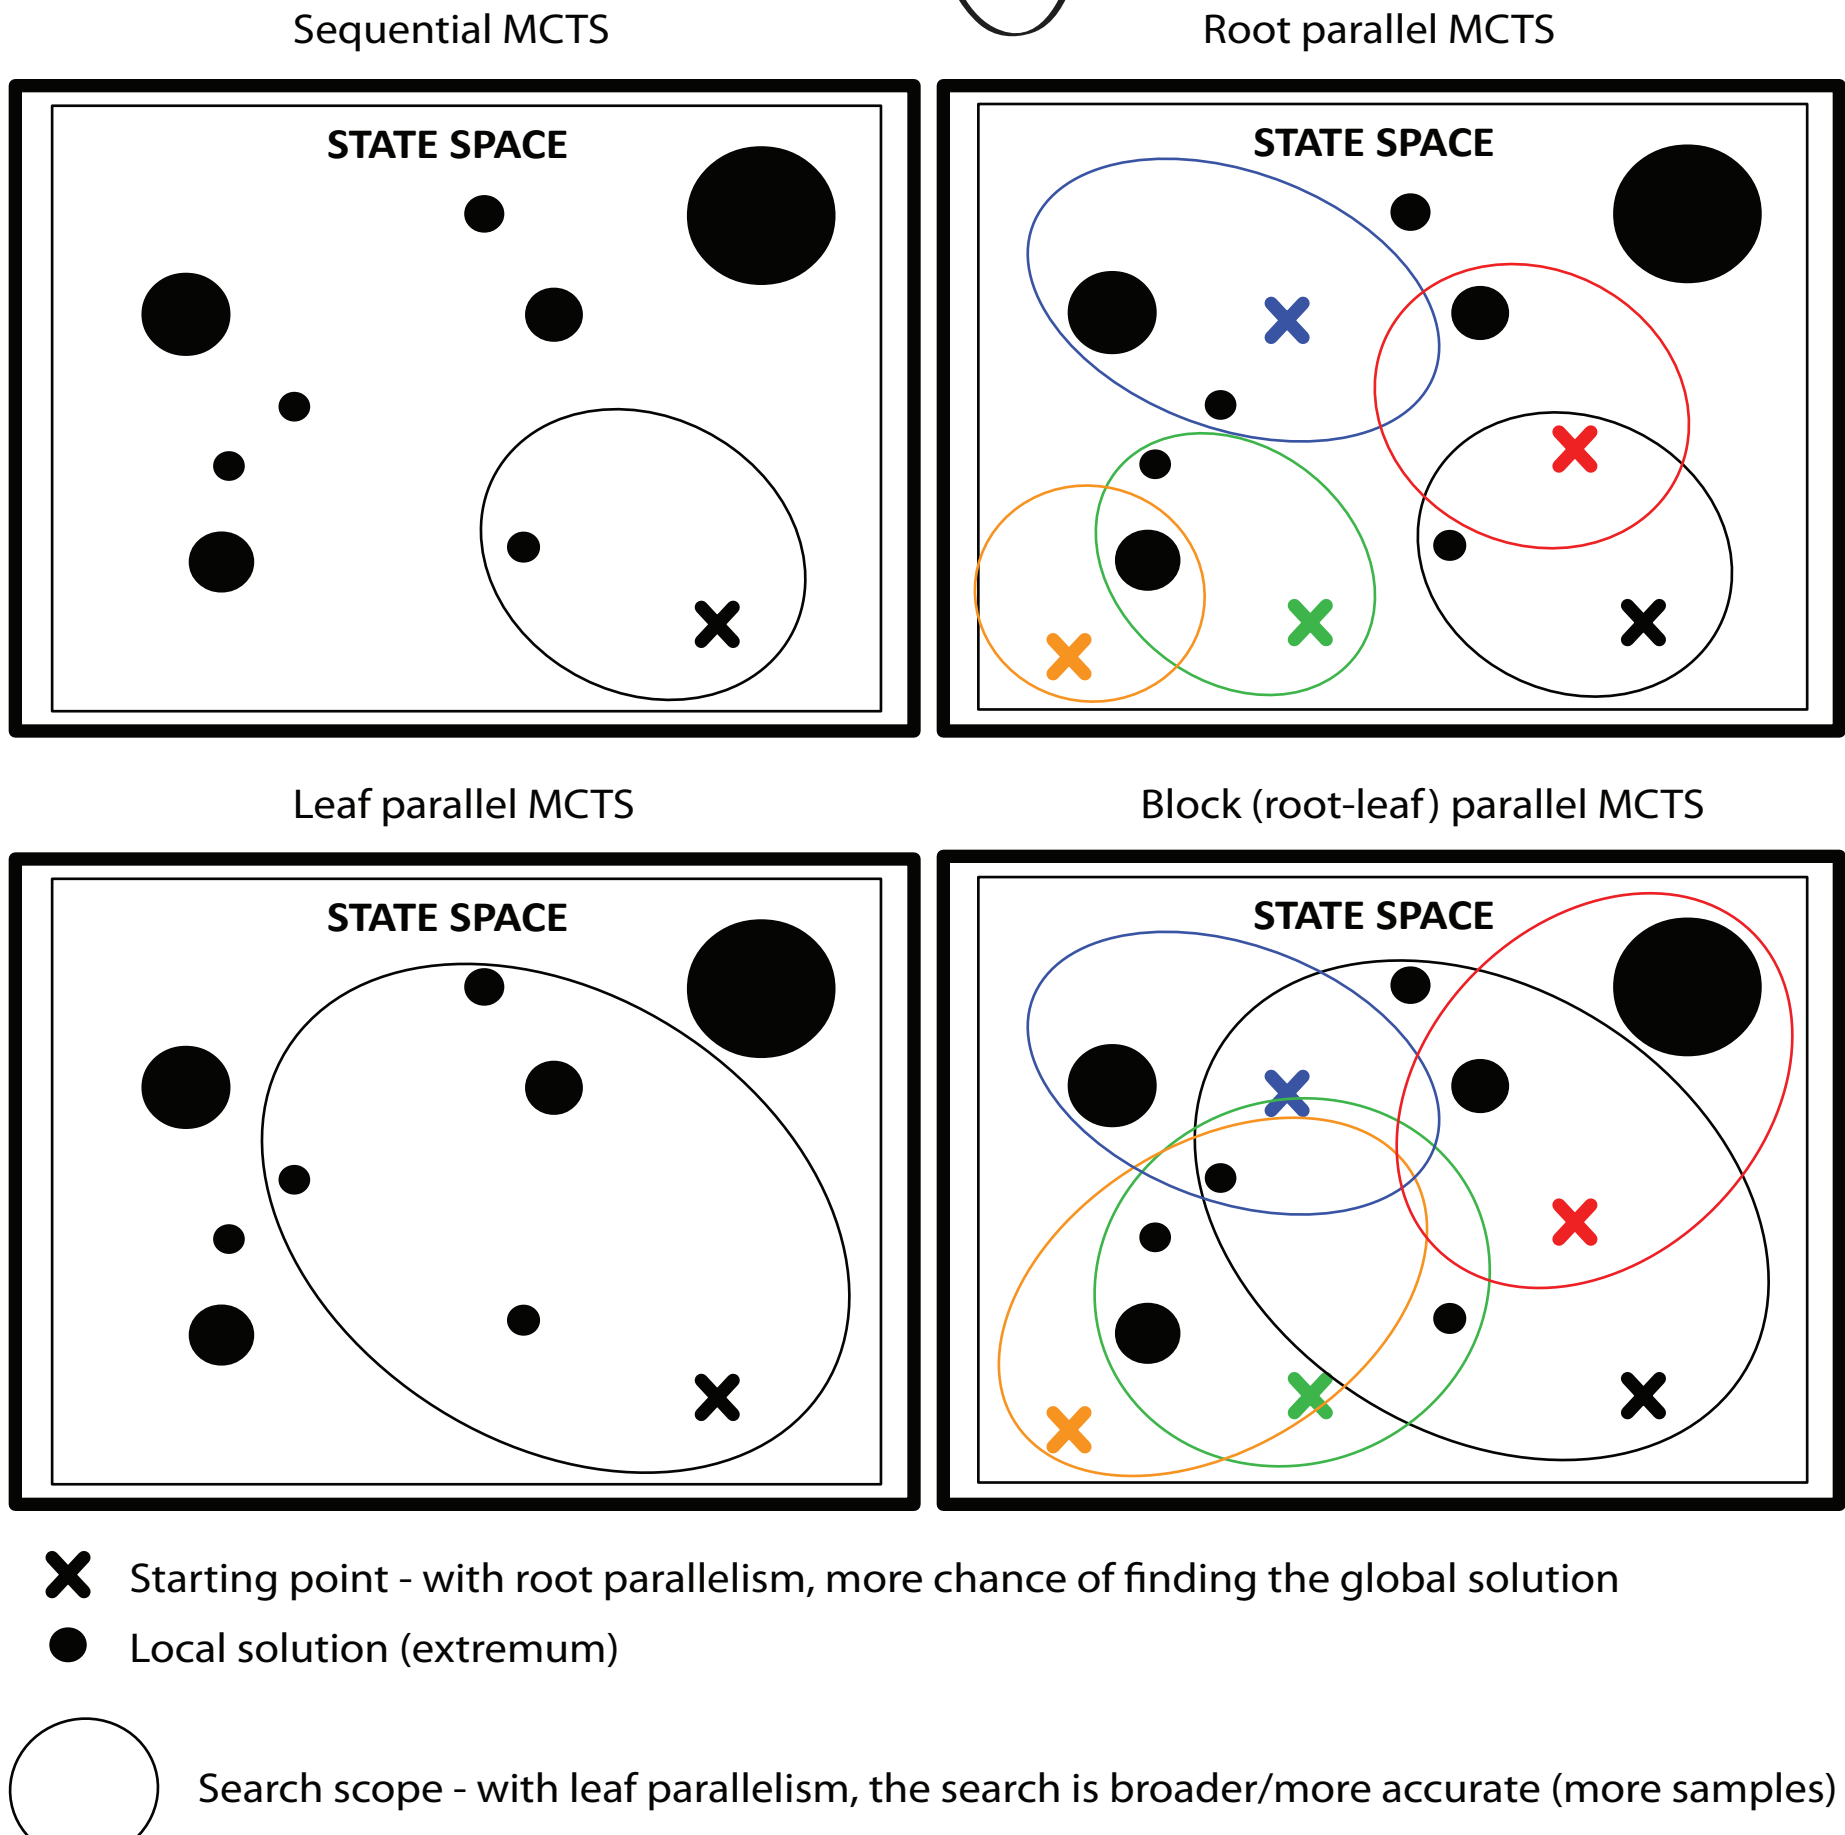 Sequential MCTS
Root parallel MCTS
STATE SPACE
STATE SPACE
Leaf parallel MCTS
Block (root-leaf) parallel MCTS
STATE SPACE
STATE SPACE
Starting point - with root parallelism, more chance of finding the global solution
Local solution (extremum)
Search scope - with leaf parallelism, the search is broader/more accurate (more samples)